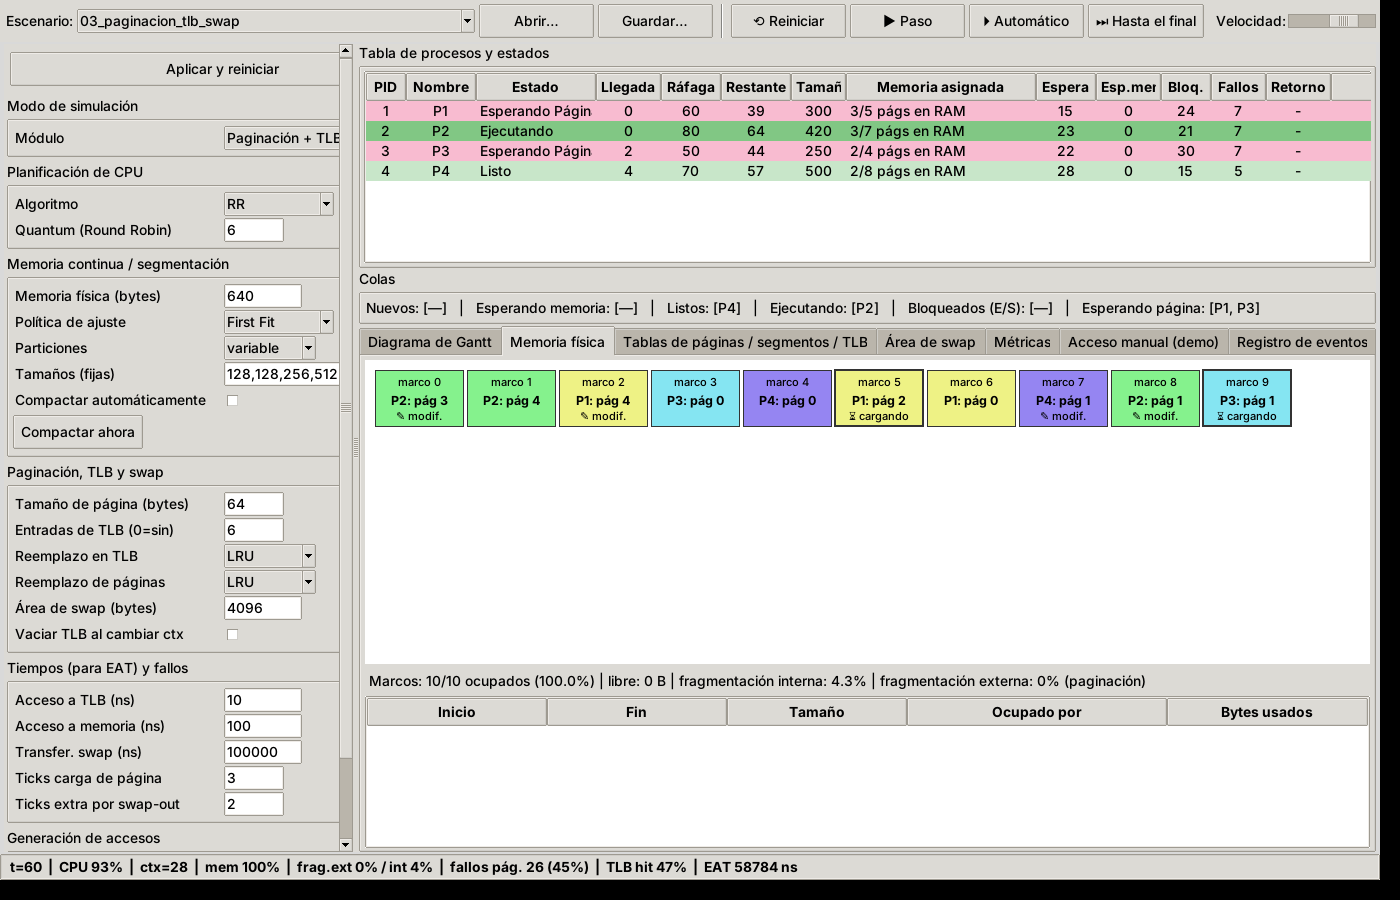 Escenario: 03_paginacion_tlb_swap Abrir... Guardar... ⟲ Reiniciar ▶ Paso ⏵ Automático ⏭ Hasta el final Velocidad:
Aplicar y reiniciar
Modo de simulación
Módulo Paginación + TLB
Planificación de CPU
Algoritmo RR
Quantum (Round Robin) 6
Memoria continua / segmentación
Memoria física (bytes) 640
Política de ajuste First Fit
Particiones variable
Tamaños (fijas) 128,128,256,512
Compactar automáticamente
Compactar ahora
Paginación, TLB y swap
Tamaño de página (bytes) 64
Entradas de TLB (0=sin) 6
Reemplazo en TLB LRU
Reemplazo de páginas LRU
Área de swap (bytes) 4096
Vaciar TLB al cambiar ctx
Tiempos (para EAT) y fallos
Acceso a TLB (ns) 10
Acceso a memoria (ns) 100
Transfer. swap (ns) 100000
Ticks carga de página 3
Ticks extra por swap-out 2
Generación de accesos
Tabla de procesos y estados
PID Nombre Estado Llegada Ráfaga Restante Tamañ Memoria asignada Espera Esp.mer Bloq. Fallos Retorno
1 P1 Esperando Págin 0 60 39 300 3/5 págs en RAM 15 0 24 7 -
2 P2 Ejecutando 0 80 64 420 3/7 págs en RAM 23 0 21 7 -
3 P3 Esperando Págin 2 50 44 250 2/4 págs en RAM 22 0 30 7 -
4 P4 Listo 4 70 57 500 2/8 págs en RAM 28 0 15 5 -
Colas
Nuevos: [—] | Esperando memoria: [—] | Listos: [P4] | Ejecutando: [P2] | Bloqueados (E/S): [—] | Esperando página: [P1, P3]
Diagrama de Gantt Memoria física Tablas de páginas / segmentos / TLB Área de swap Métricas Acceso manual (demo) Registro de eventos
marco 0 marco 1 marco 2 marco 3 marco 4 marco 5 marco 6 marco 7 marco 8 marco 9
P2: pág 3 P2: pág 4 P1: pág 4 P3: pág 0 P4: pág 0 P1: pág 2 P1: pág 0 P4: pág 1 P2: pág 1 P3: pág 1
✎ modif. ✎ modif. ⌛ cargando ✎ modif. ✎ modif. ⌛ cargando
Marcos: 10/10 ocupados (100.0%) | libre: 0 B | fragmentación interna: 4.3% | fragmentación externa: 0% (paginación)
Inicio Fin Tamaño Ocupado por Bytes usados
t=60 | CPU 93% | ctx=28 | mem 100% | frag.ext 0% / int 4% | fallos pág. 26 (45%) | TLB hit 47% | EAT 58784 ns